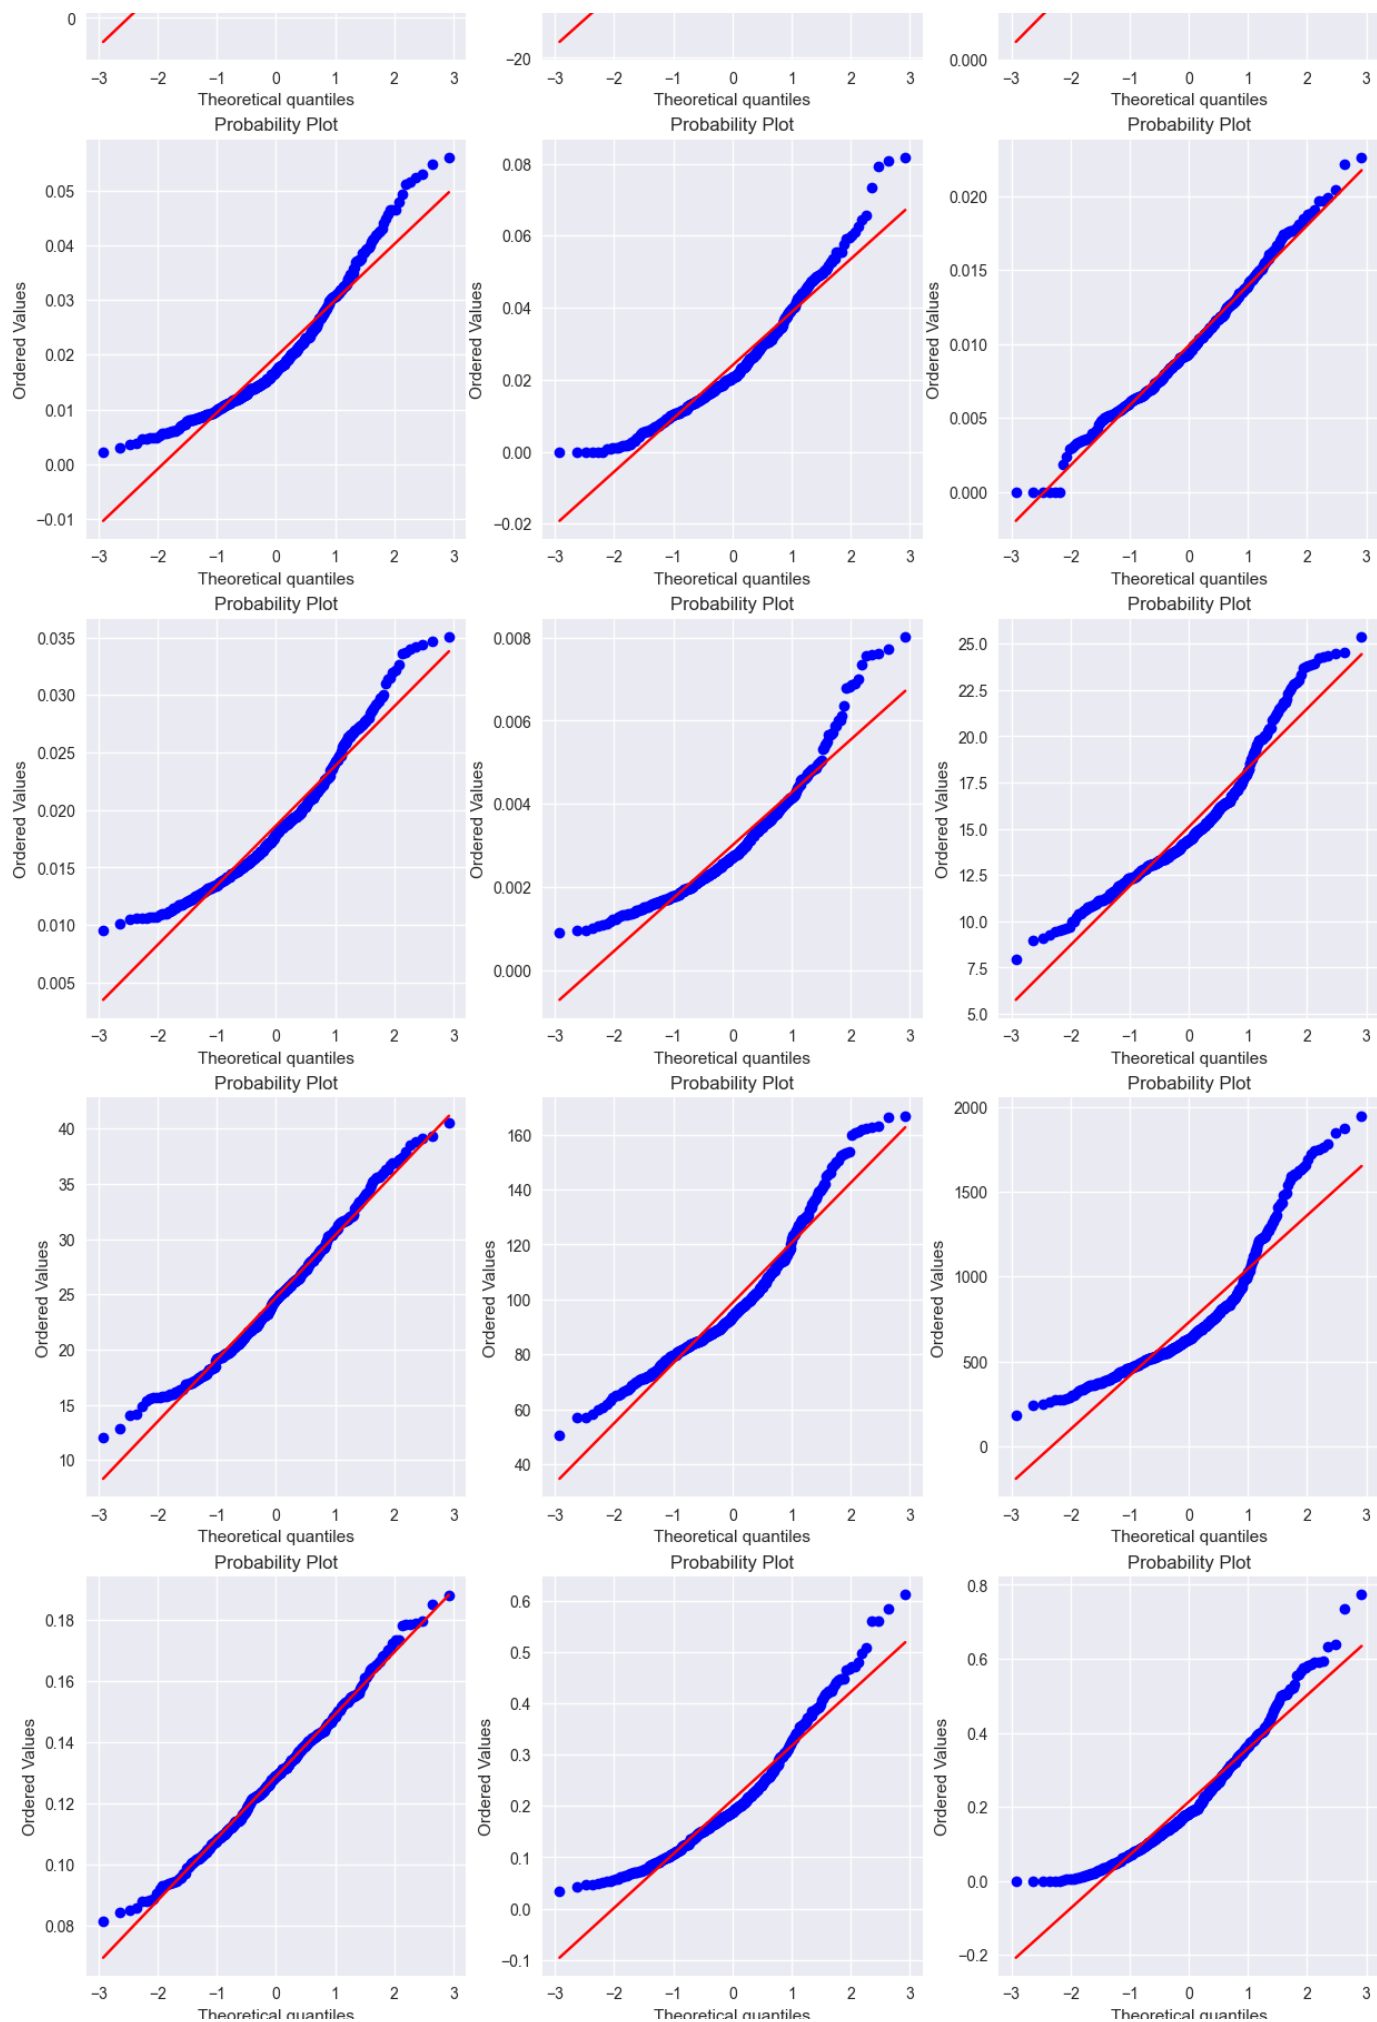 0 -20 0.000
-3 -2 -1 0 1 2 3 -3 -2 -1 0 1 2 3 -3 -2 -1 0 1 2 3
Theoretical quantiles Theoretical quantiles Theoretical quantiles
Probability Plot Probability Plot Probability Plot
Ordered Values
0.05
0.04
0.03
0.02
0.01
0.00
−0.01
−3 −2 −1 0 1 2 3
Theoretical quantiles
Ordered Values
0.08
0.06
0.04
0.02
0.00
−0.02
−3 −2 −1 0 1 2 3
Theoretical quantiles
Ordered Values
0.020
0.015
0.010
0.005
0.000
−3 −2 −1 0 1 2 3
Theoretical quantiles
Probability Plot Probability Plot Probability Plot
Ordered Values
0.035
0.030
0.025
0.020
0.015
0.010
0.005
−3 −2 −1 0 1 2 3
Theoretical quantiles
Ordered Values
0.008
0.006
0.004
0.002
0.000
−3 −2 −1 0 1 2 3
Theoretical quantiles
Ordered Values
25.0
22.5
20.0
17.5
15.0
12.5
10.0
7.5
5.0
−3 −2 −1 0 1 2 3
Theoretical quantiles
Probability Plot Probability Plot Probability Plot
Ordered Values
40
35
30
25
20
15
10
−3 −2 −1 0 1 2 3
Theoretical quantiles
Ordered Values
160
140
120
100
80
60
40
−3 −2 −1 0 1 2 3
Theoretical quantiles
Ordered Values
2000
1500
1000
500
0
−3 −2 −1 0 1 2 3
Theoretical quantiles
Probability Plot Probability Plot Probability Plot
Ordered Values
0.18
0.16
0.14
0.12
0.10
0.08
−3 −2 −1 0 1 2 3
Theoretical quantiles
Ordered Values
0.6
0.5
0.4
0.3
0.2
0.1
0.0
−0.1
−3 −2 −1 0 1 2 3
Theoretical quantiles
Ordered Values
0.8
0.6
0.4
0.2
0.0
−0.2
−3 −2 −1 0 1 2 3
Theoretical quantiles